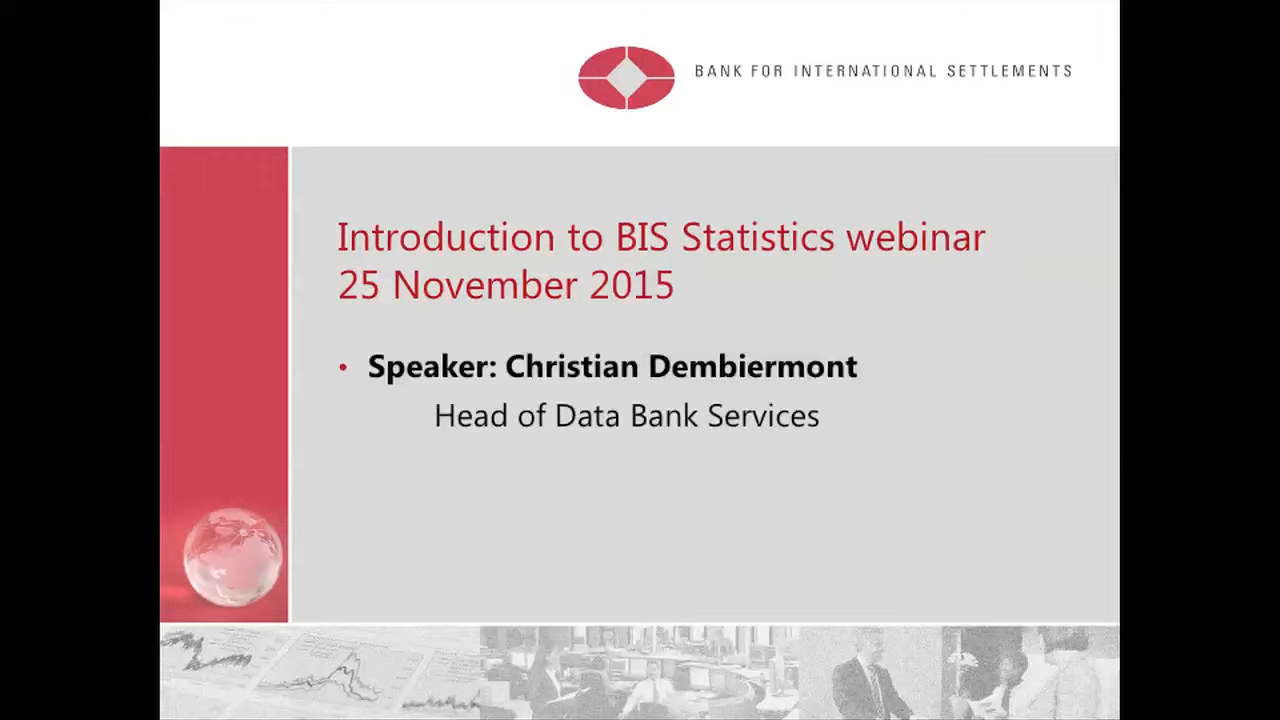 BANK FOR INTERNATIONAL SETTLEMENTS
Introduction to BIS Statistics webinar
25 November 2015
• Speaker: Christian Dembiermont
Head of Data Bank Services